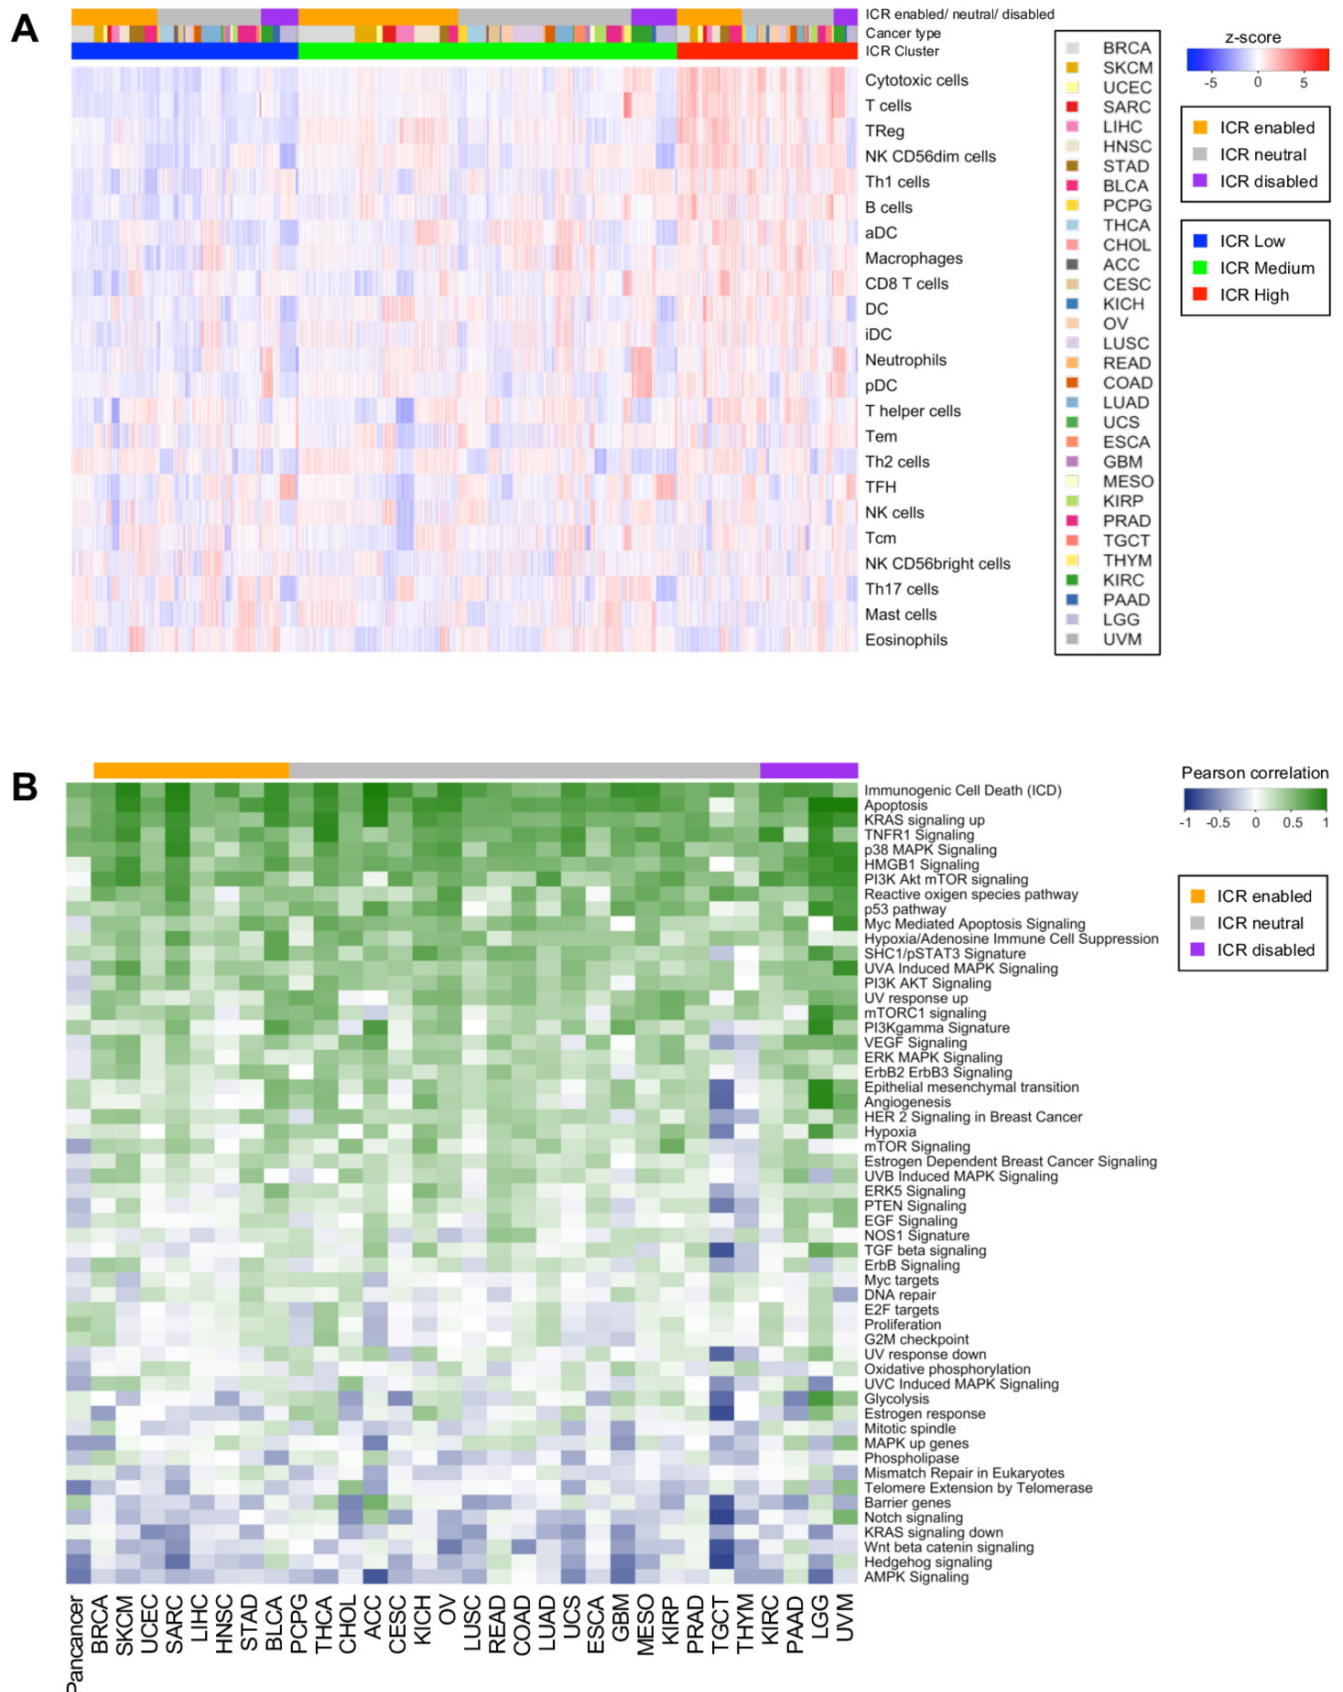 A
ICR enabled/ neutral/ disabled
Cancer type
ICR Cluster
Cytotoxic cells
T cells
TReg
NK CD56dim cells
Th1 cells
B cells
aDC
Macrophages
CD8 T cells
DC
iDC
Neutrophils
pDC
T helper cells
Tem
Th2 cells
TFH
NK cells
Tcm
NK CD56bright cells
Th17 cells
Mast cells
Eosinophils
BRCA
SKCM
UCEC
SARC
LIHC
HNSC
STAD
BLCA
PCPG
THCA
CHOL
ACC
CESC
KICH
OV
LUSC
READ
COAD
LUAD
UCS
ESCA
GBM
MESO
KIRP
PRAD
TGCT
THYM
KIRC
PAAD
LGG
UVM
z-score
-5 0 5
ICR enabled
ICR neutral
ICR disabled
ICR Low
ICR Medium
ICR High
B
Immunogenic Cell Death (ICD)
Apoptosis
KRAS signaling up
TNFR1 Signaling
p38 MAPK Signaling
HMGB1 Signaling
PI3K Akt mTOR signaling
Reactive oxigen species pathway
p53 pathway
Myc Mediated Apoptosis Signaling
Hypoxia/Adenosine Immune Cell Suppression
SHC1/pSTAT3 Signature
UVA Induced MAPK Signaling
PI3K AKT Signaling
UV response up
mTORC1 signaling
PI3Kgamma Signature
VEGF Signaling
ERK MAPK Signaling
ErbB2 ErbB3 Signaling
Epithelial mesenchymal transition
Angiogenesis
HER 2 Signaling in Breast Cancer
Hypoxia
mTOR Signaling
Estrogen Dependent Breast Cancer Signaling
UVB Induced MAPK Signaling
ERK5 Signaling
PTEN Signaling
EGF Signaling
NOS1 Signature
TGF beta signaling
ErbB Signaling
Myc targets
DNA repair
E2F targets
Proliferation
G2M checkpoint
UV response down
Oxidative phosphorylation
UVC Induced MAPK Signaling
Glycolysis
Estrogen response
Mitotic spindle
MAPK up genes
Phospholipase
Mismatch Repair in Eukaryotes
Telomere Extension by Telomerase
Barrier genes
Notch signaling
KRAS signaling down
Wnt beta catenin signaling
Hedgehog signaling
AMPK Signaling
Pearson correlation
-1 -0.5 0 0.5 1
ICR enabled
ICR neutral
ICR disabled
Pancancer
BRCA
SKCM
UCEC
SARC
LIHC
HNSC
STAD
BLCA
PCPG
THCA
CHOL
ACC
CESC
KICH
OV
LUSC
READ
COAD
LUAD
UCS
ESCA
GBM
MESO
KIRP
PRAD
TGCT
THYM
KIRC
PAAD
LGG
UVM